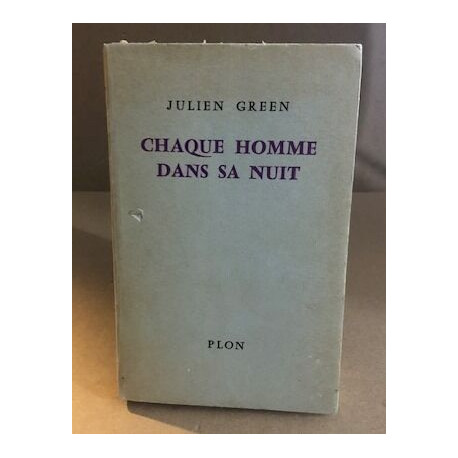 JULIEN GREEN
CHAQUE HOMME
DANS SA NUIT
PLON